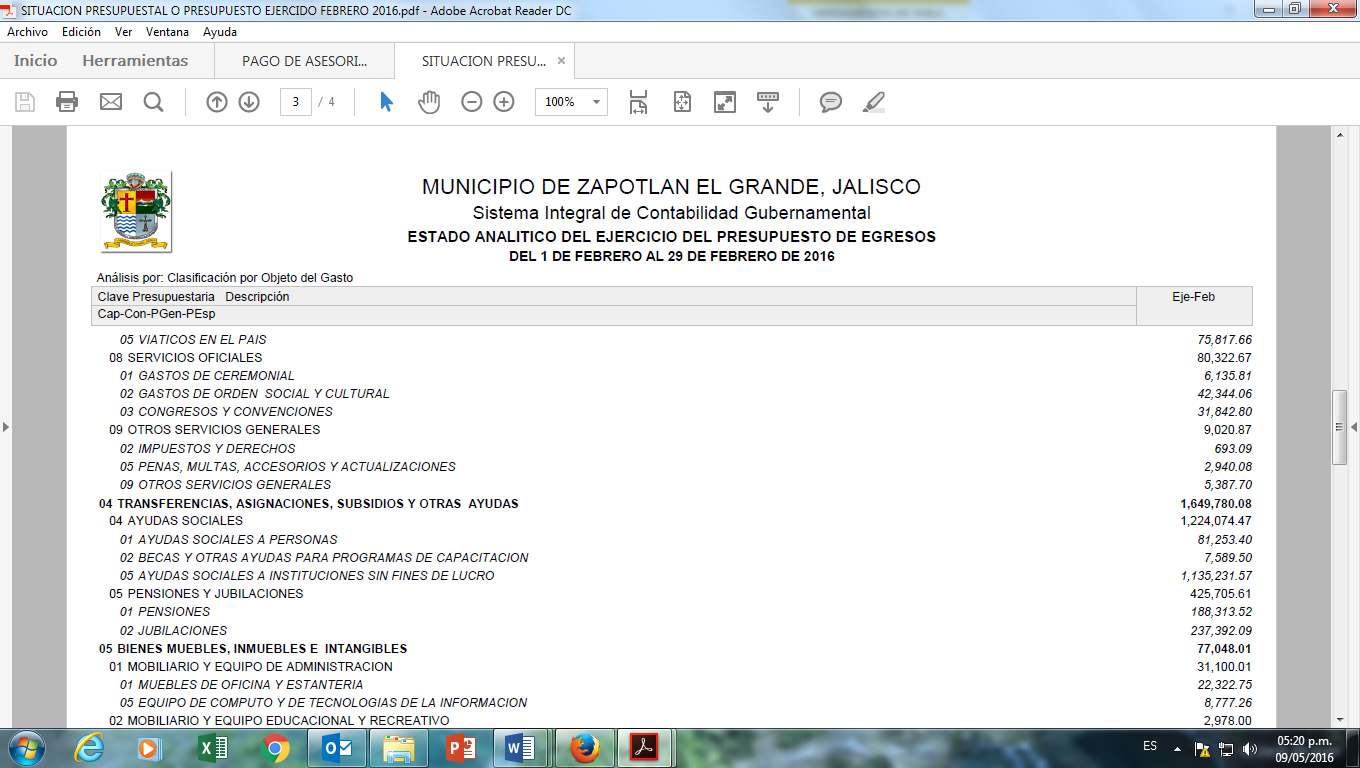 SITUACION PRESUPUESTAL O PRESUPUESTO EJERCIDO FEBRERO 2016.pdf - Adobe Acrobat Reader DC
Archivo Edición Ver Ventana Ayuda
Inicio Herramientas PAGO DE ASESORI... SITUACION PRESU... ×
3 / 4 100%
MUNICIPIO DE ZAPOTLAN EL GRANDE, JALISCO
Sistema Integral de Contabilidad Gubernamental
ESTADO ANALITICO DEL EJERCICIO DEL PRESUPUESTO DE EGRESOS
DEL 1 DE FEBRERO AL 29 DE FEBRERO DE 2016
Análisis por: Clasificación por Objeto del Gasto
Clave Presupuestaria Descripción Eje-Feb
Cap-Con-PGen-PEsp
05 VIATICOS EN EL PAIS 75,817.66
08 SERVICIOS OFICIALES 80,322.67
01 GASTOS DE CEREMONIAL 6,135.81
02 GASTOS DE ORDEN SOCIAL Y CULTURAL 42,344.06
03 CONGRESOS Y CONVENCIONES 31,842.80
09 OTROS SERVICIOS GENERALES 9,020.87
02 IMPUESTOS Y DERECHOS 693.09
05 PENAS, MULTAS, ACCESORIOS Y ACTUALIZACIONES 2,940.08
09 OTROS SERVICIOS GENERALES 5,387.70
04 TRANSFERENCIAS, ASIGNACIONES, SUBSIDIOS Y OTRAS AYUDAS 1,649,780.08
04 AYUDAS SOCIALES 1,224,074.47
01 AYUDAS SOCIALES A PERSONAS 81,253.40
02 BECAS Y OTRAS AYUDAS PARA PROGRAMAS DE CAPACITACION 7,589.50
05 AYUDAS SOCIALES A INSTITUCIONES SIN FINES DE LUCRO 1,135,231.57
05 PENSIONES Y JUBILACIONES 425,705.61
01 PENSIONES 188,313.52
02 JUBILACIONES 237,392.09
05 BIENES MUEBLES, INMUEBLES E INTANGIBLES 77,048.01
01 MOBILIARIO Y EQUIPO DE ADMINISTRACION 31,100.01
01 MUEBLES DE OFICINA Y ESTANTERIA 22,322.75
05 EQUIPO DE COMPUTO Y DE TECNOLOGIAS DE LA INFORMACION 8,777.26
02 MOBILIARIO Y EQUIPO EDUCACIONAL Y RECREATIVO 2,978.00
ES 05:20 p.m.
09/05/2016